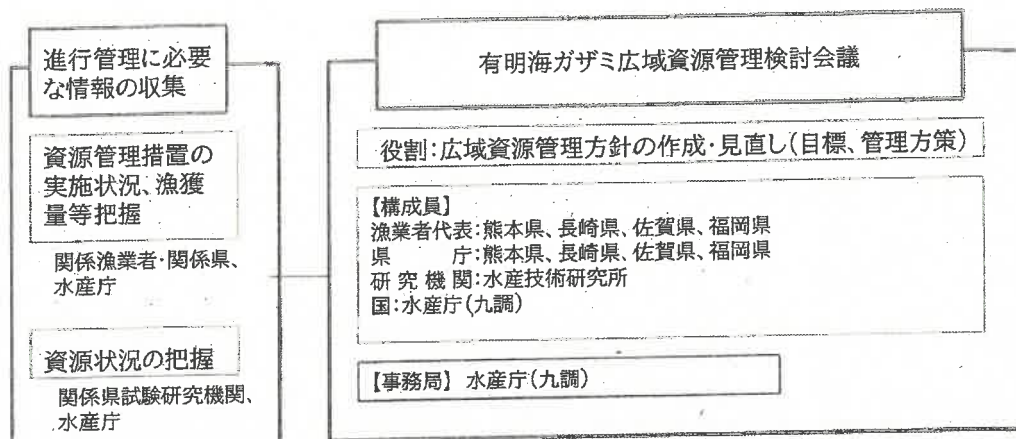 進行管理に必要
な情報の収集
資源管理措置の
実施状況、漁獲
量等把握
関係漁業者・関係県、
水産庁
資源状況の把握
関係県試験研究機関、
水産庁
有明海ガザミ広域資源管理検討会議
役割:広域資源管理方針の作成・見直し(目標、管理方策)
【構成員】
漁業者代表:熊本県、長崎県、佐賀県、福岡県
県　　　庁:熊本県、長崎県、佐賀県、福岡県
研 究 機 関:水産技術研究所
国:水産庁(九調)
【事務局】 水産庁(九調)